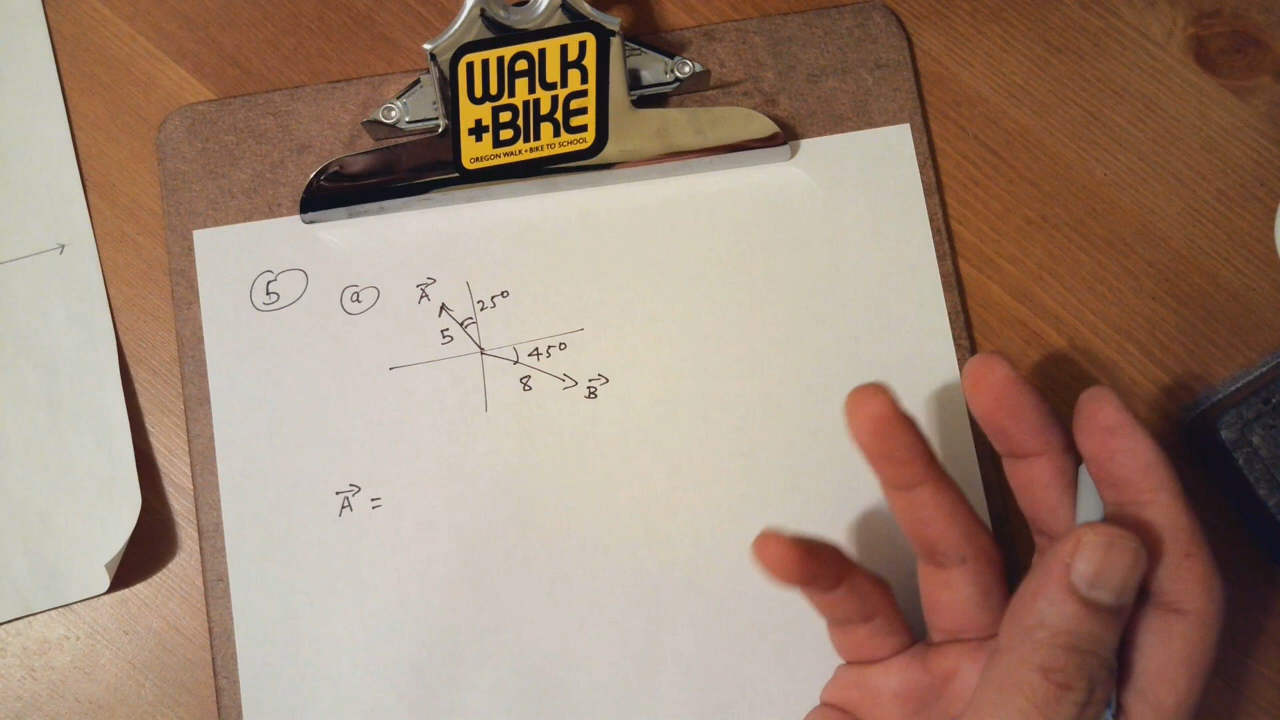 WALK
+BIKE
OREGON WALK + BIKE TO SCHOOL
5 a
A 25°
5
45°
8 B
A =